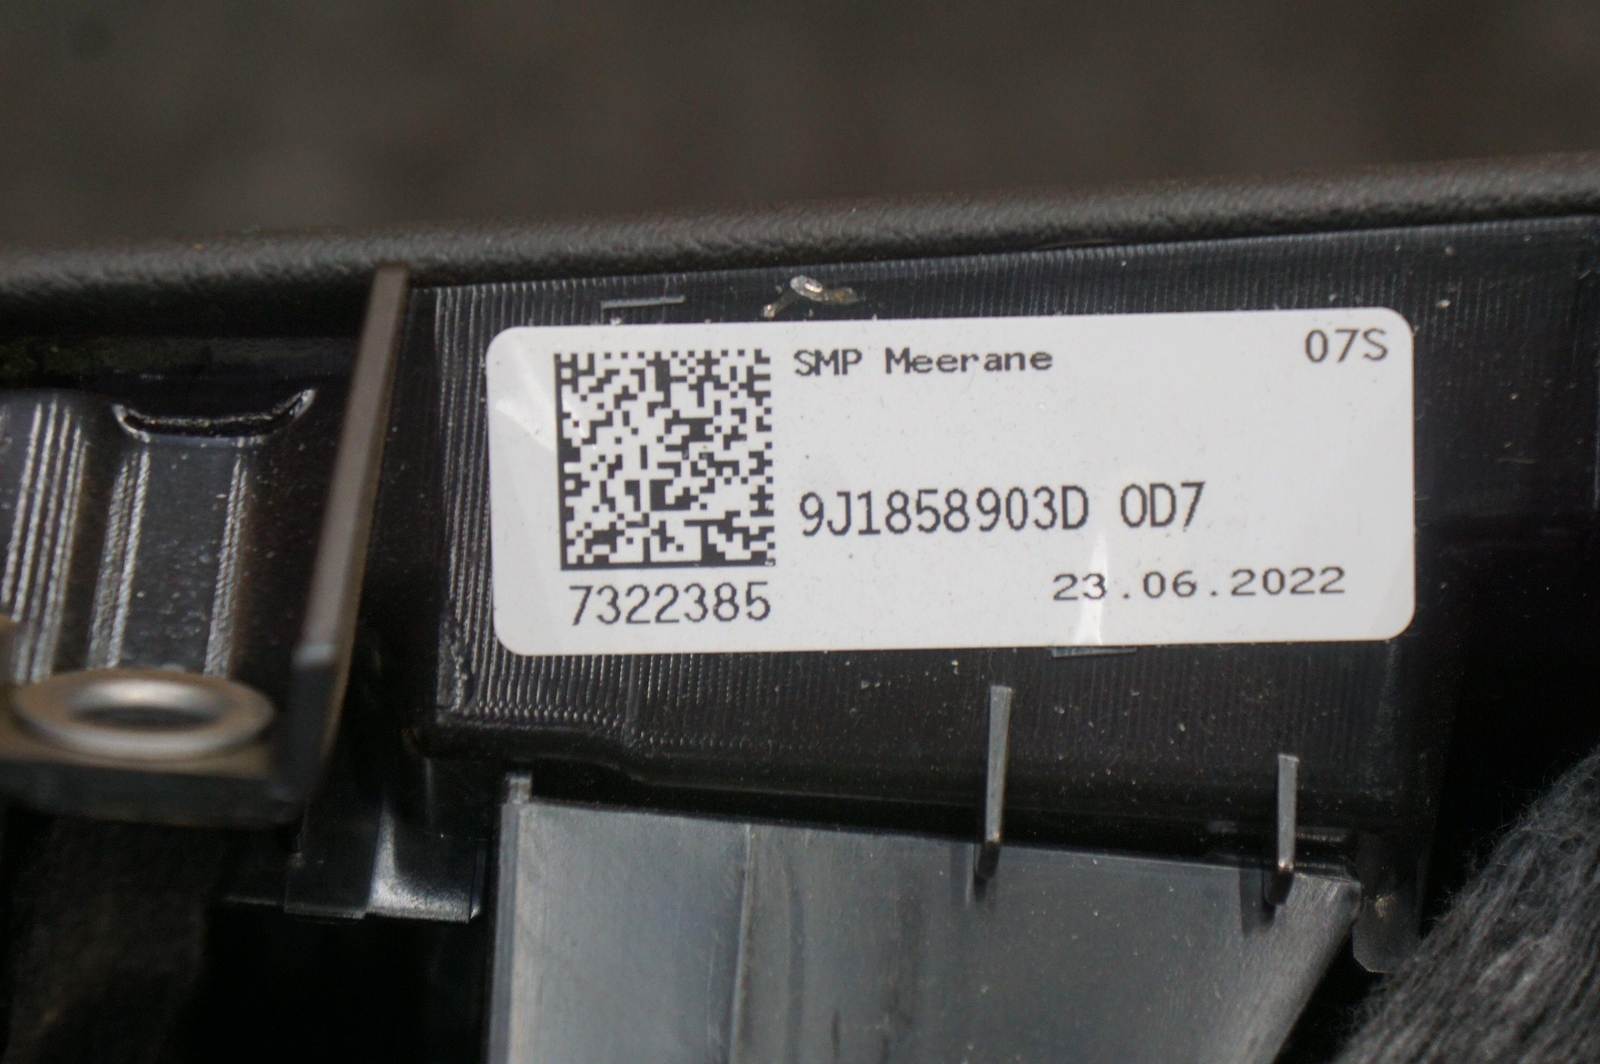 SMP Meerane 07S
9J1858903D 0D7
23.06.2022
7322385